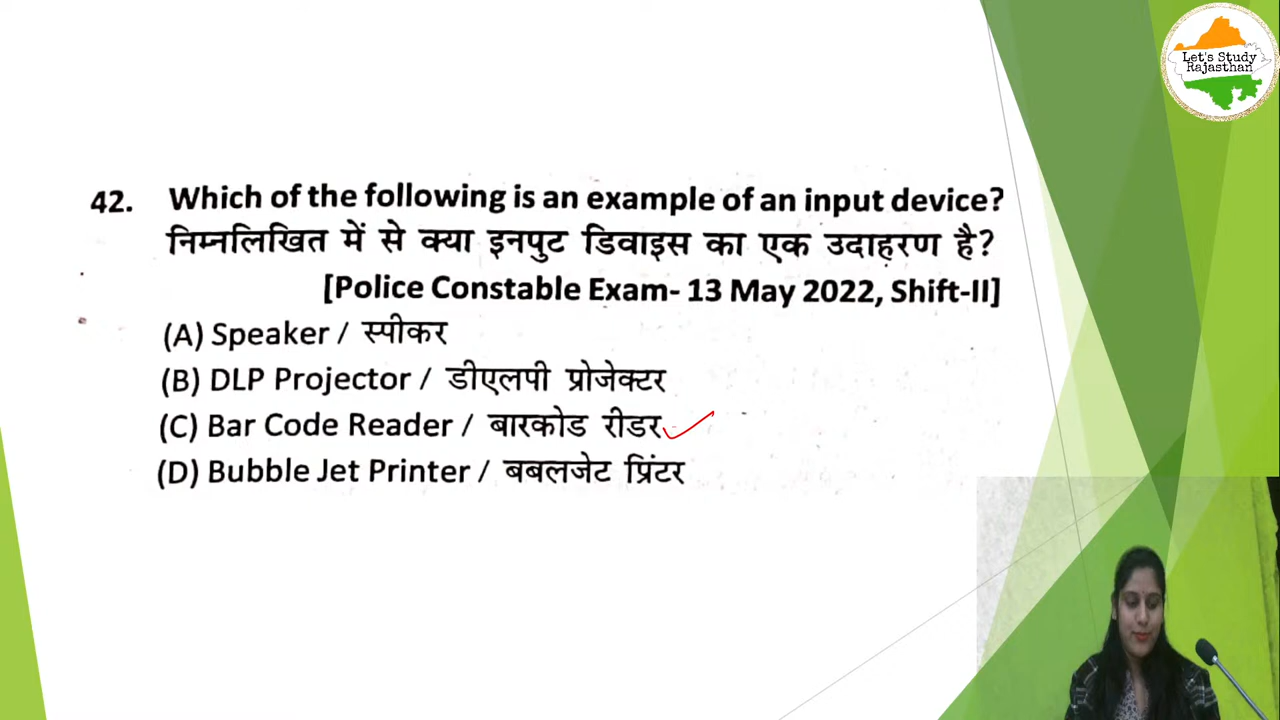 Let's Study
Rajasthan
42. Which of the following is an example of an input device?
निम्नलिखित में से क्या इनपुट डिवाइस का एक उदाहरण है?
[Police Constable Exam- 13 May 2022, Shift-II]
(A) Speaker / स्पीकर
(B) DLP Projector / डीएलपी प्रोजेक्टर
(C) Bar Code Reader / बारकोड रीडर
(D) Bubble Jet Printer / बबलजेट प्रिंटर